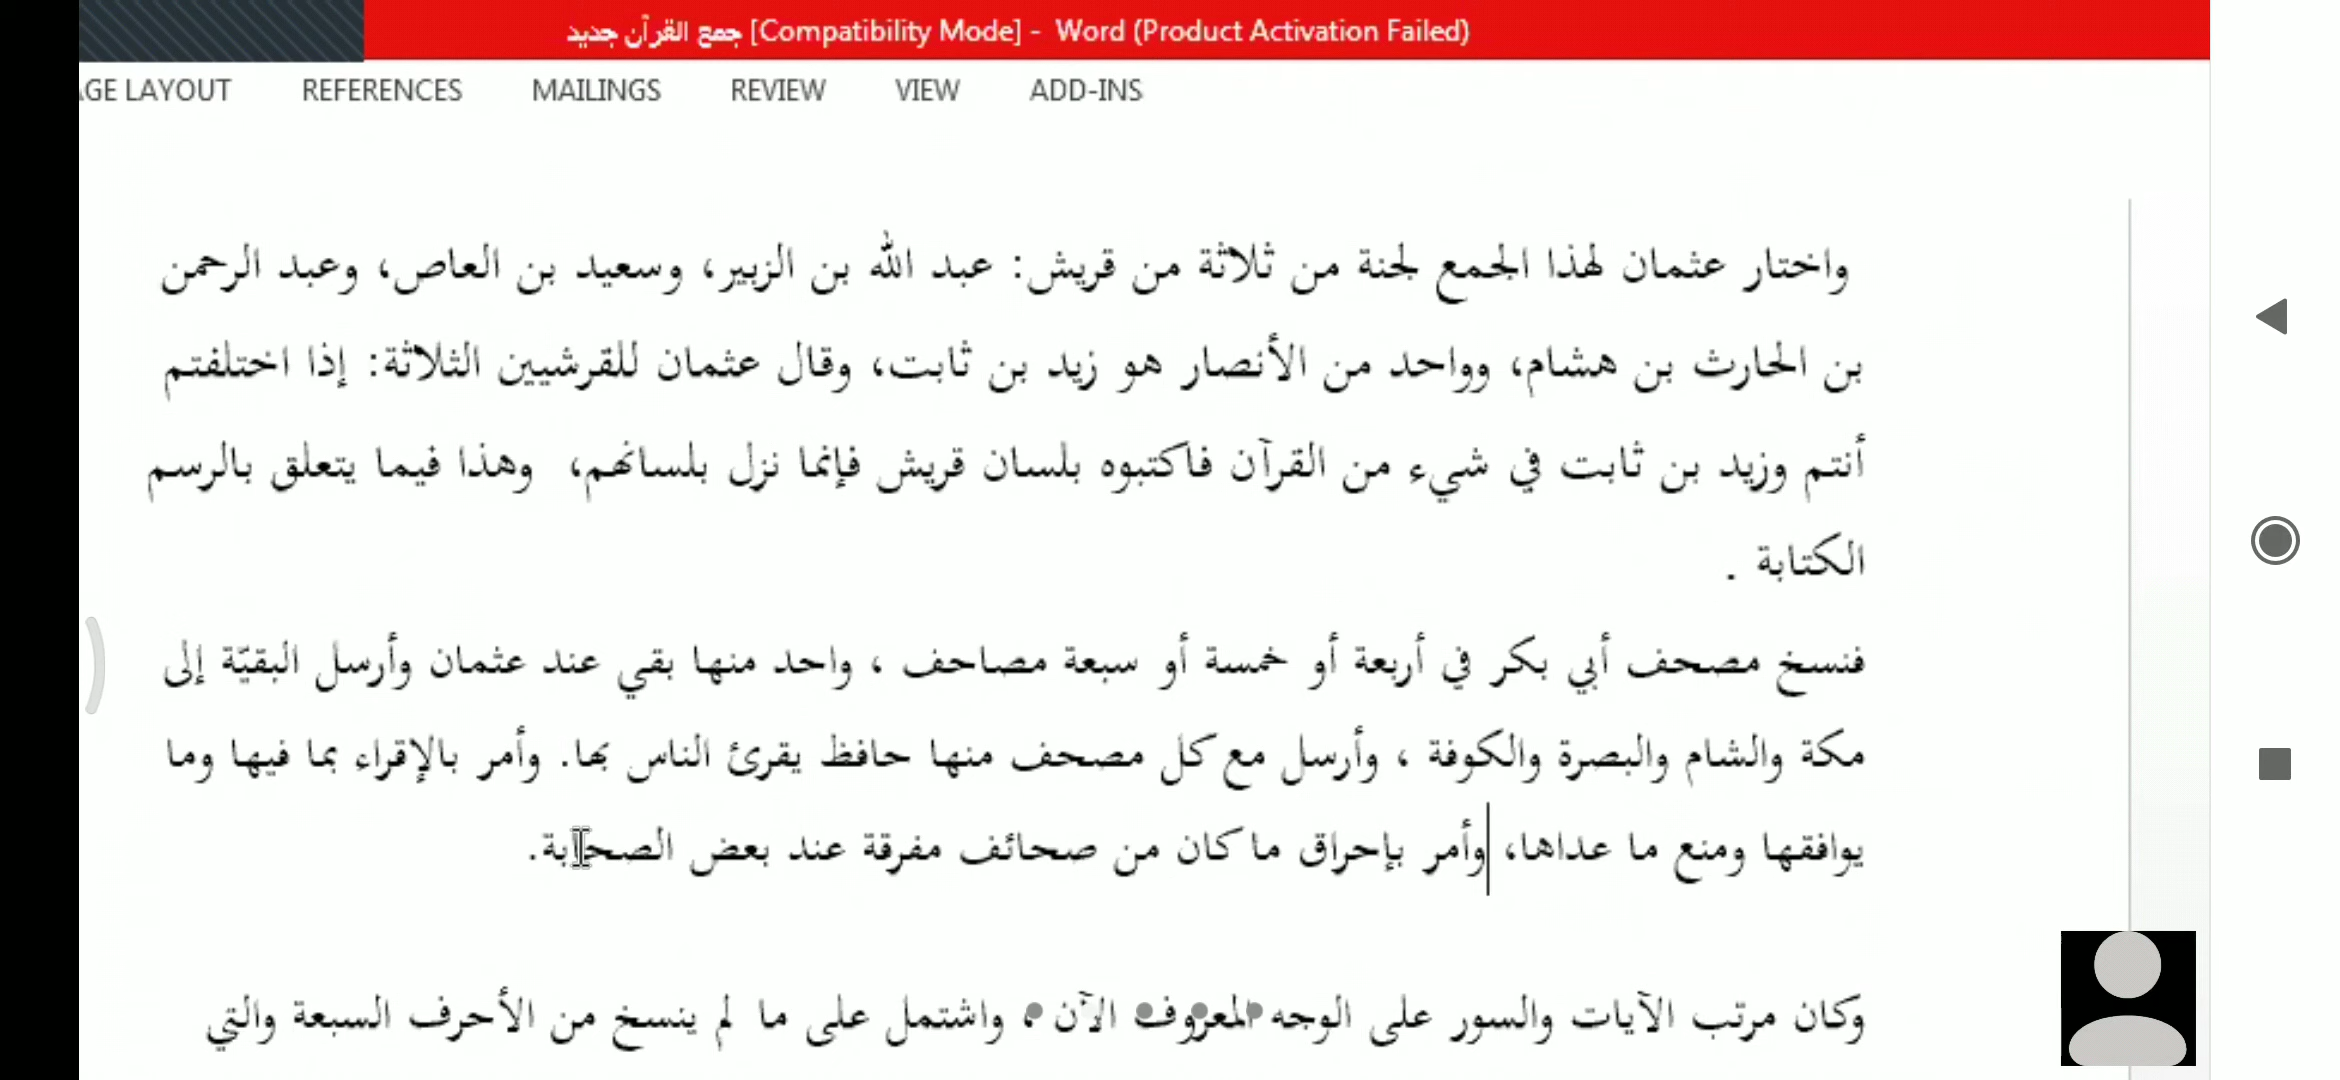 جمع القرآن جديد [Compatibility Mode] - Word (Product Activation Failed)
AGE LAYOUT REFERENCES MAILINGS REVIEW VIEW ADD-INS
واختار عثمان لهذا الجمع لجنة من ثلاثة من قريش: عبد الله بن الزبير، وسعيد بن العاص، وعبد الرحمن
بن الحارث بن هشام، وواحد من الأنصار هو زيد بن ثابت، وقال عثمان للقرشيين الثلاثة: إذا اختلفتم
أنتم وزيد بن ثابت في شيء من القرآن فاكتبوه بلسان قريش فإنما نزل بلسانهم، وهذا فيما يتعلق بالرسم
الكتابة .
فنسخ مصحف أبي بكر في أربعة أو خمسة أو سبعة مصاحف ، واحد منها بقي عند عثمان وأرسل البقيّة إلى
مكة والشام والبصرة والكوفة ، وأرسل مع كل مصحف منها حافظ يقرئ الناس بها. وأمر بالإقراء بما فيها وما
يوافقها ومنع ما عداها، وأمر بإحراق ما كان من صحائف مفرقة عند بعض الصحابة.
وكان مرتب الآيات والسور على الوجه المعروف الآن ، واشتمل على ما لم ينسخ من الأحرف السبعة والتي